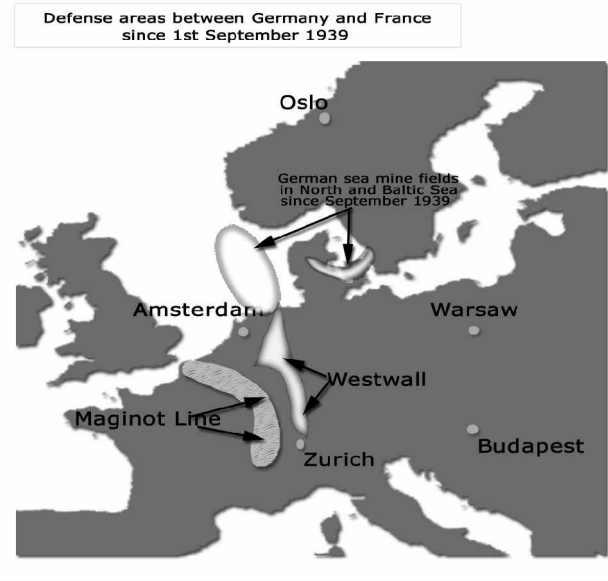 Defense areas between Germany and France
since 1st September 1939
Oslo
German sea mine fields
in North and Baltic Sea
since September 1939
Amsterdam
Warsaw
Westwall
Maginot Line
Budapest
Zurich